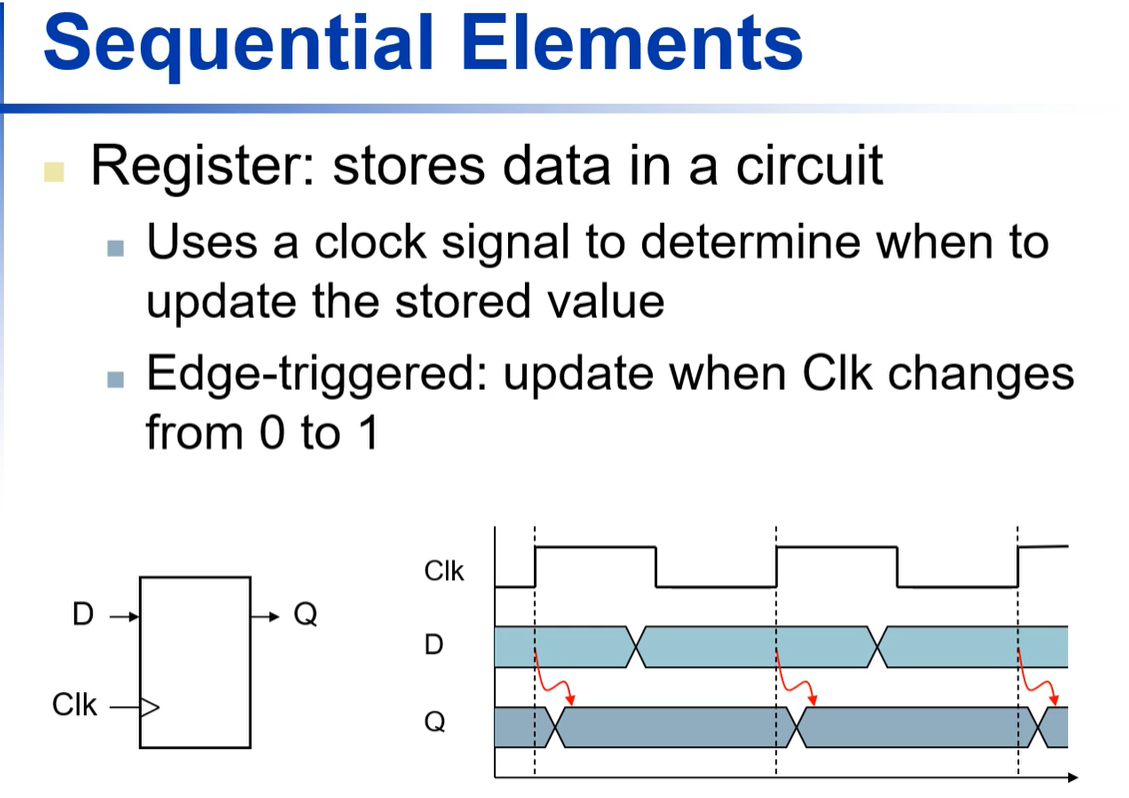 Sequential Elements
Register: stores data in a circuit
Uses a clock signal to determine when to
update the stored value
Edge-triggered: update when Clk changes
from 0 to 1
D
Q
Clk
Clk
D
Q